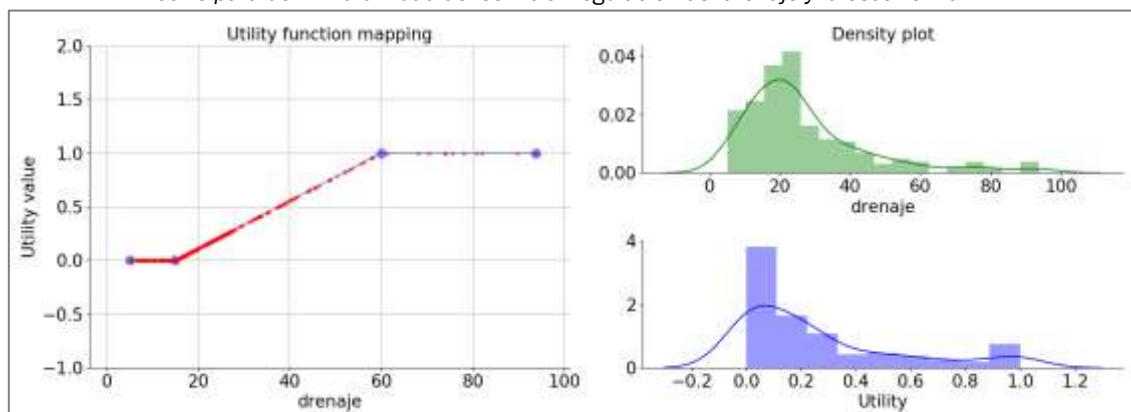 Utility function mapping
2.0
1.5
1.0
0.5
0.0
−0.5
−1.0
Utility value
0 20 40 60 80 100
drenaje
Density plot
0.04
0.02
0.00
0 20 40 60 80 100
drenaje
4
2
0
−0.2 0.0 0.2 0.4 0.6 0.8 1.0 1.2
Utility